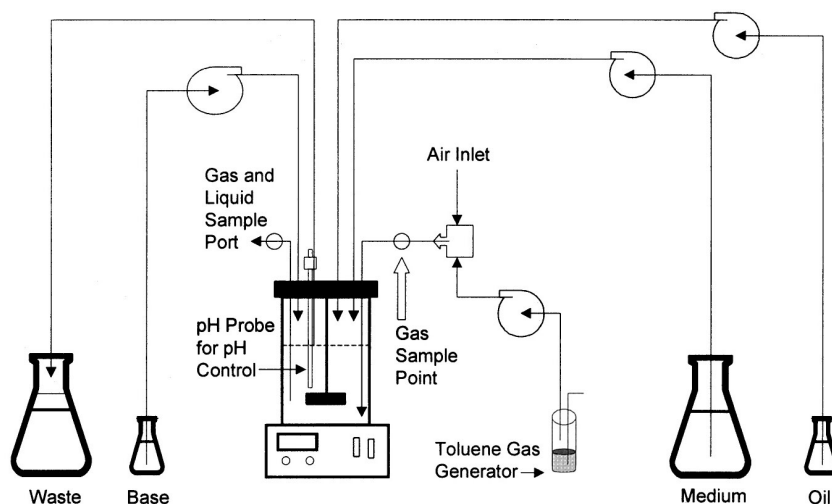 Air Inlet
Gas and
Liquid
Sample
Port
pH Probe
for pH
Control
Gas
Sample
Point
Toluene Gas
Generator
Waste
Base
Medium
Oil